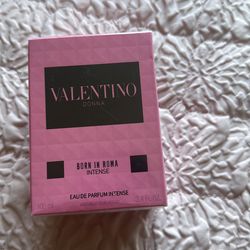 VALENTINO
DONNA
BORN IN ROMA
INTENSE
EAU DE PARFUM INTENSE